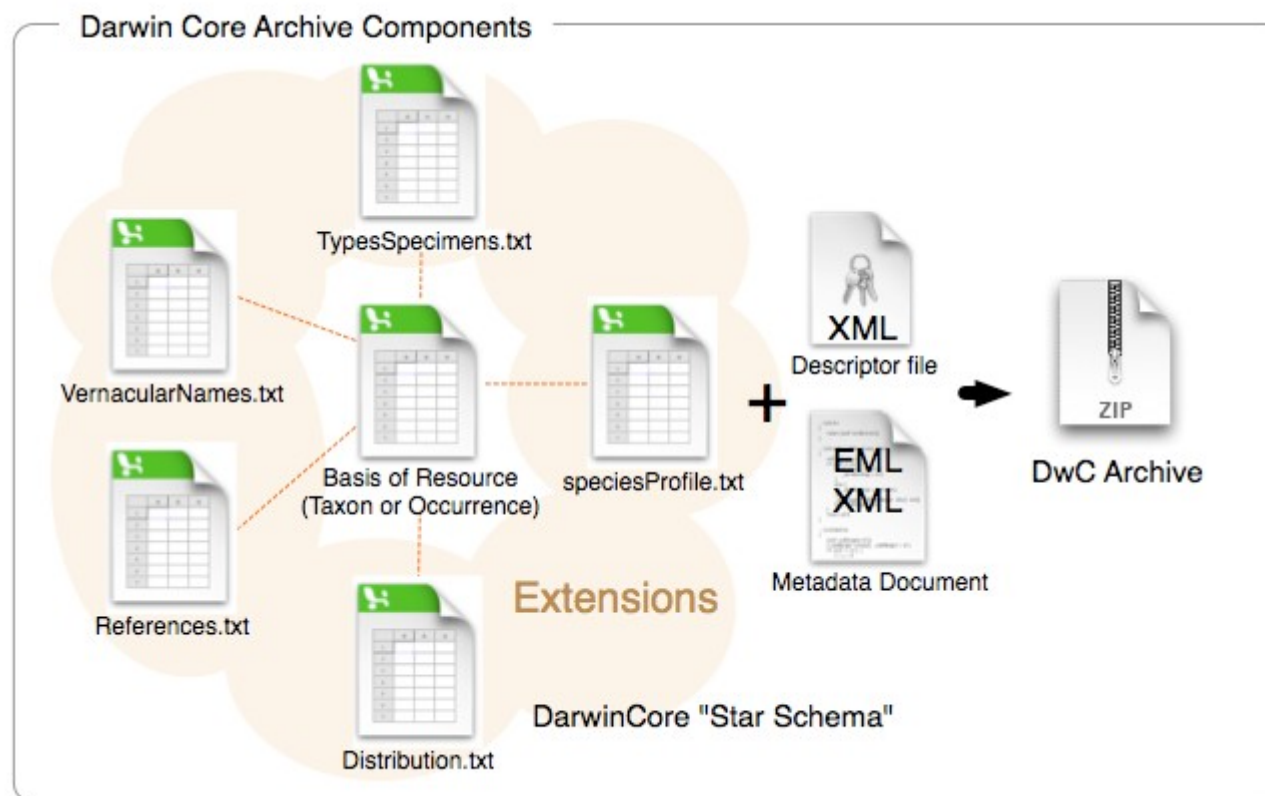 Darwin Core Archive Components
TypesSpecimens.txt
VernacularNames.txt
Basis of Resource
(Taxon or Occurrence)
speciesProfile.txt
References.txt
Extensions
Distribution.txt
DarwinCore "Star Schema"
+
XML
Descriptor file
EML
XML
Metadata Document
ZIP
DwC Archive